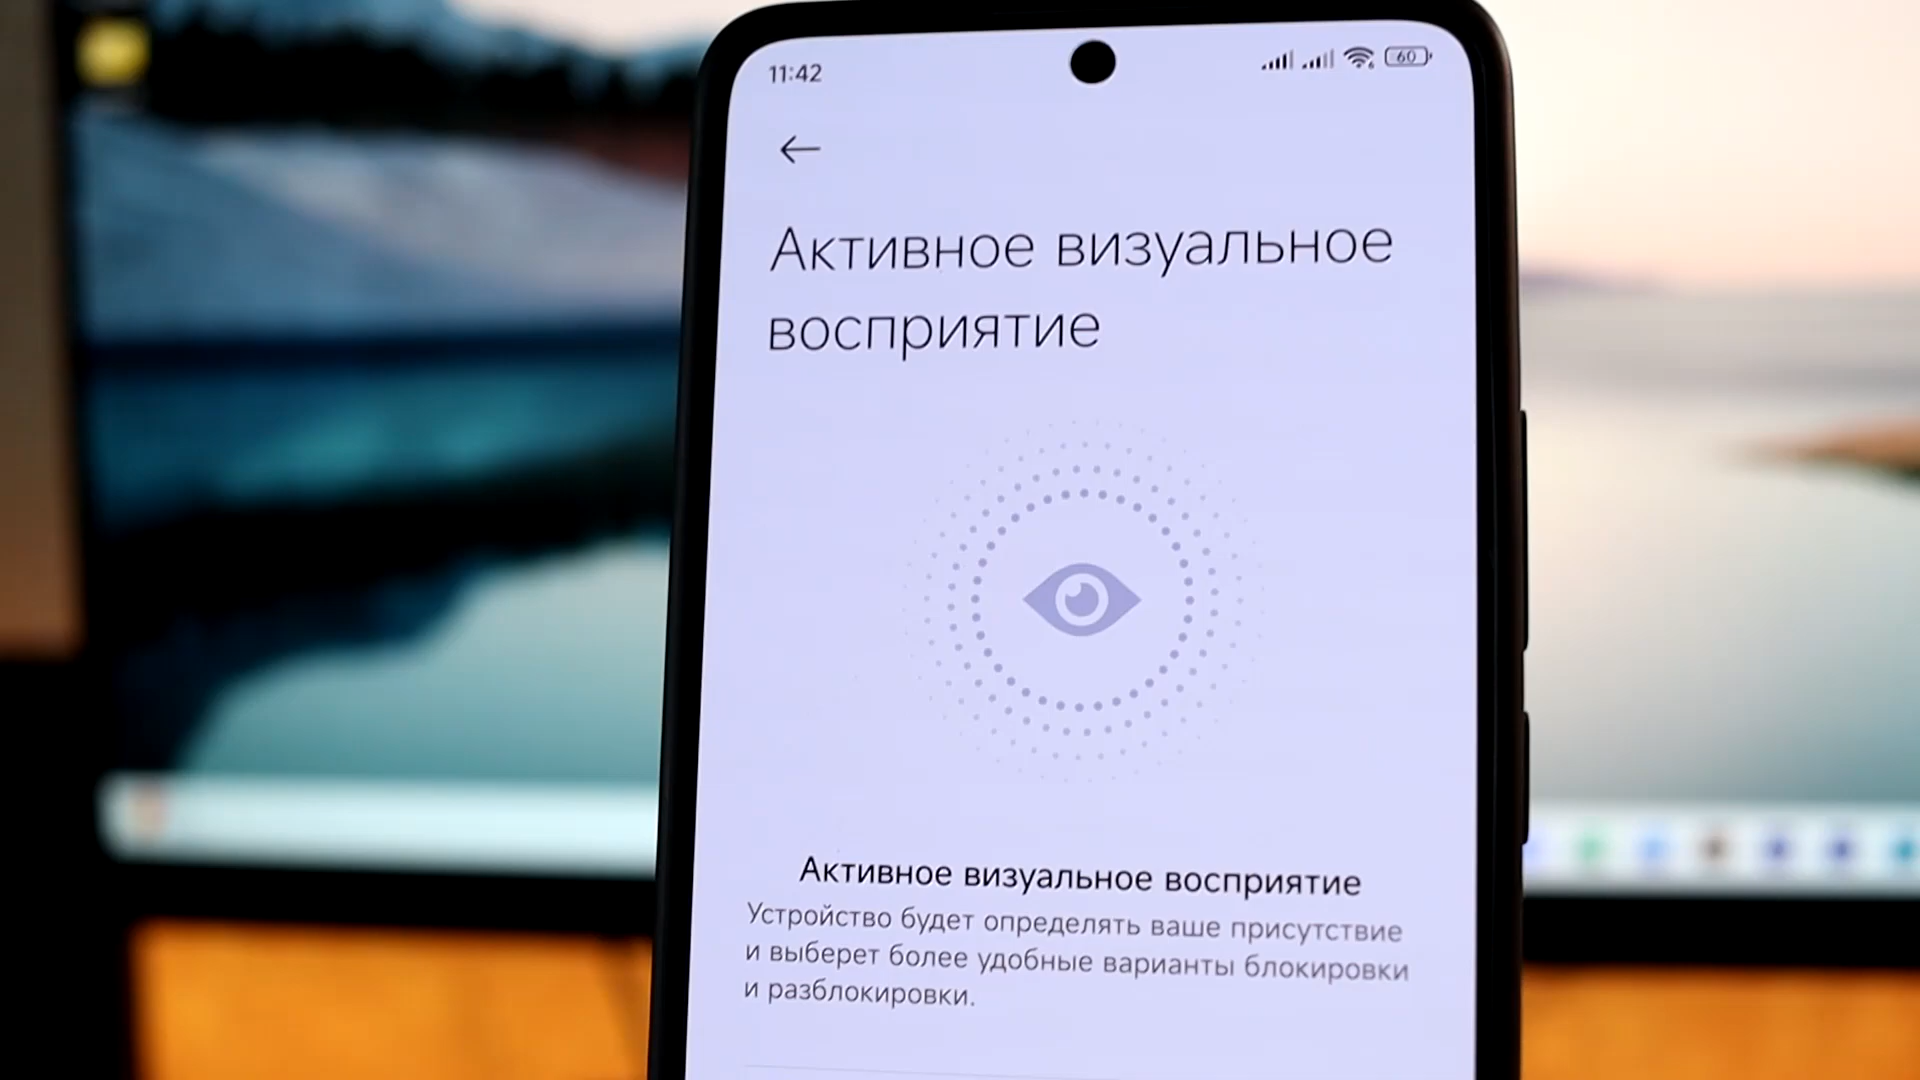 11:42
60
Активное визуальное
восприятие
Активное визуальное восприятие
Устройство будет определять ваше присутствие
и выберет более удобные варианты блокировки
и разблокировки.